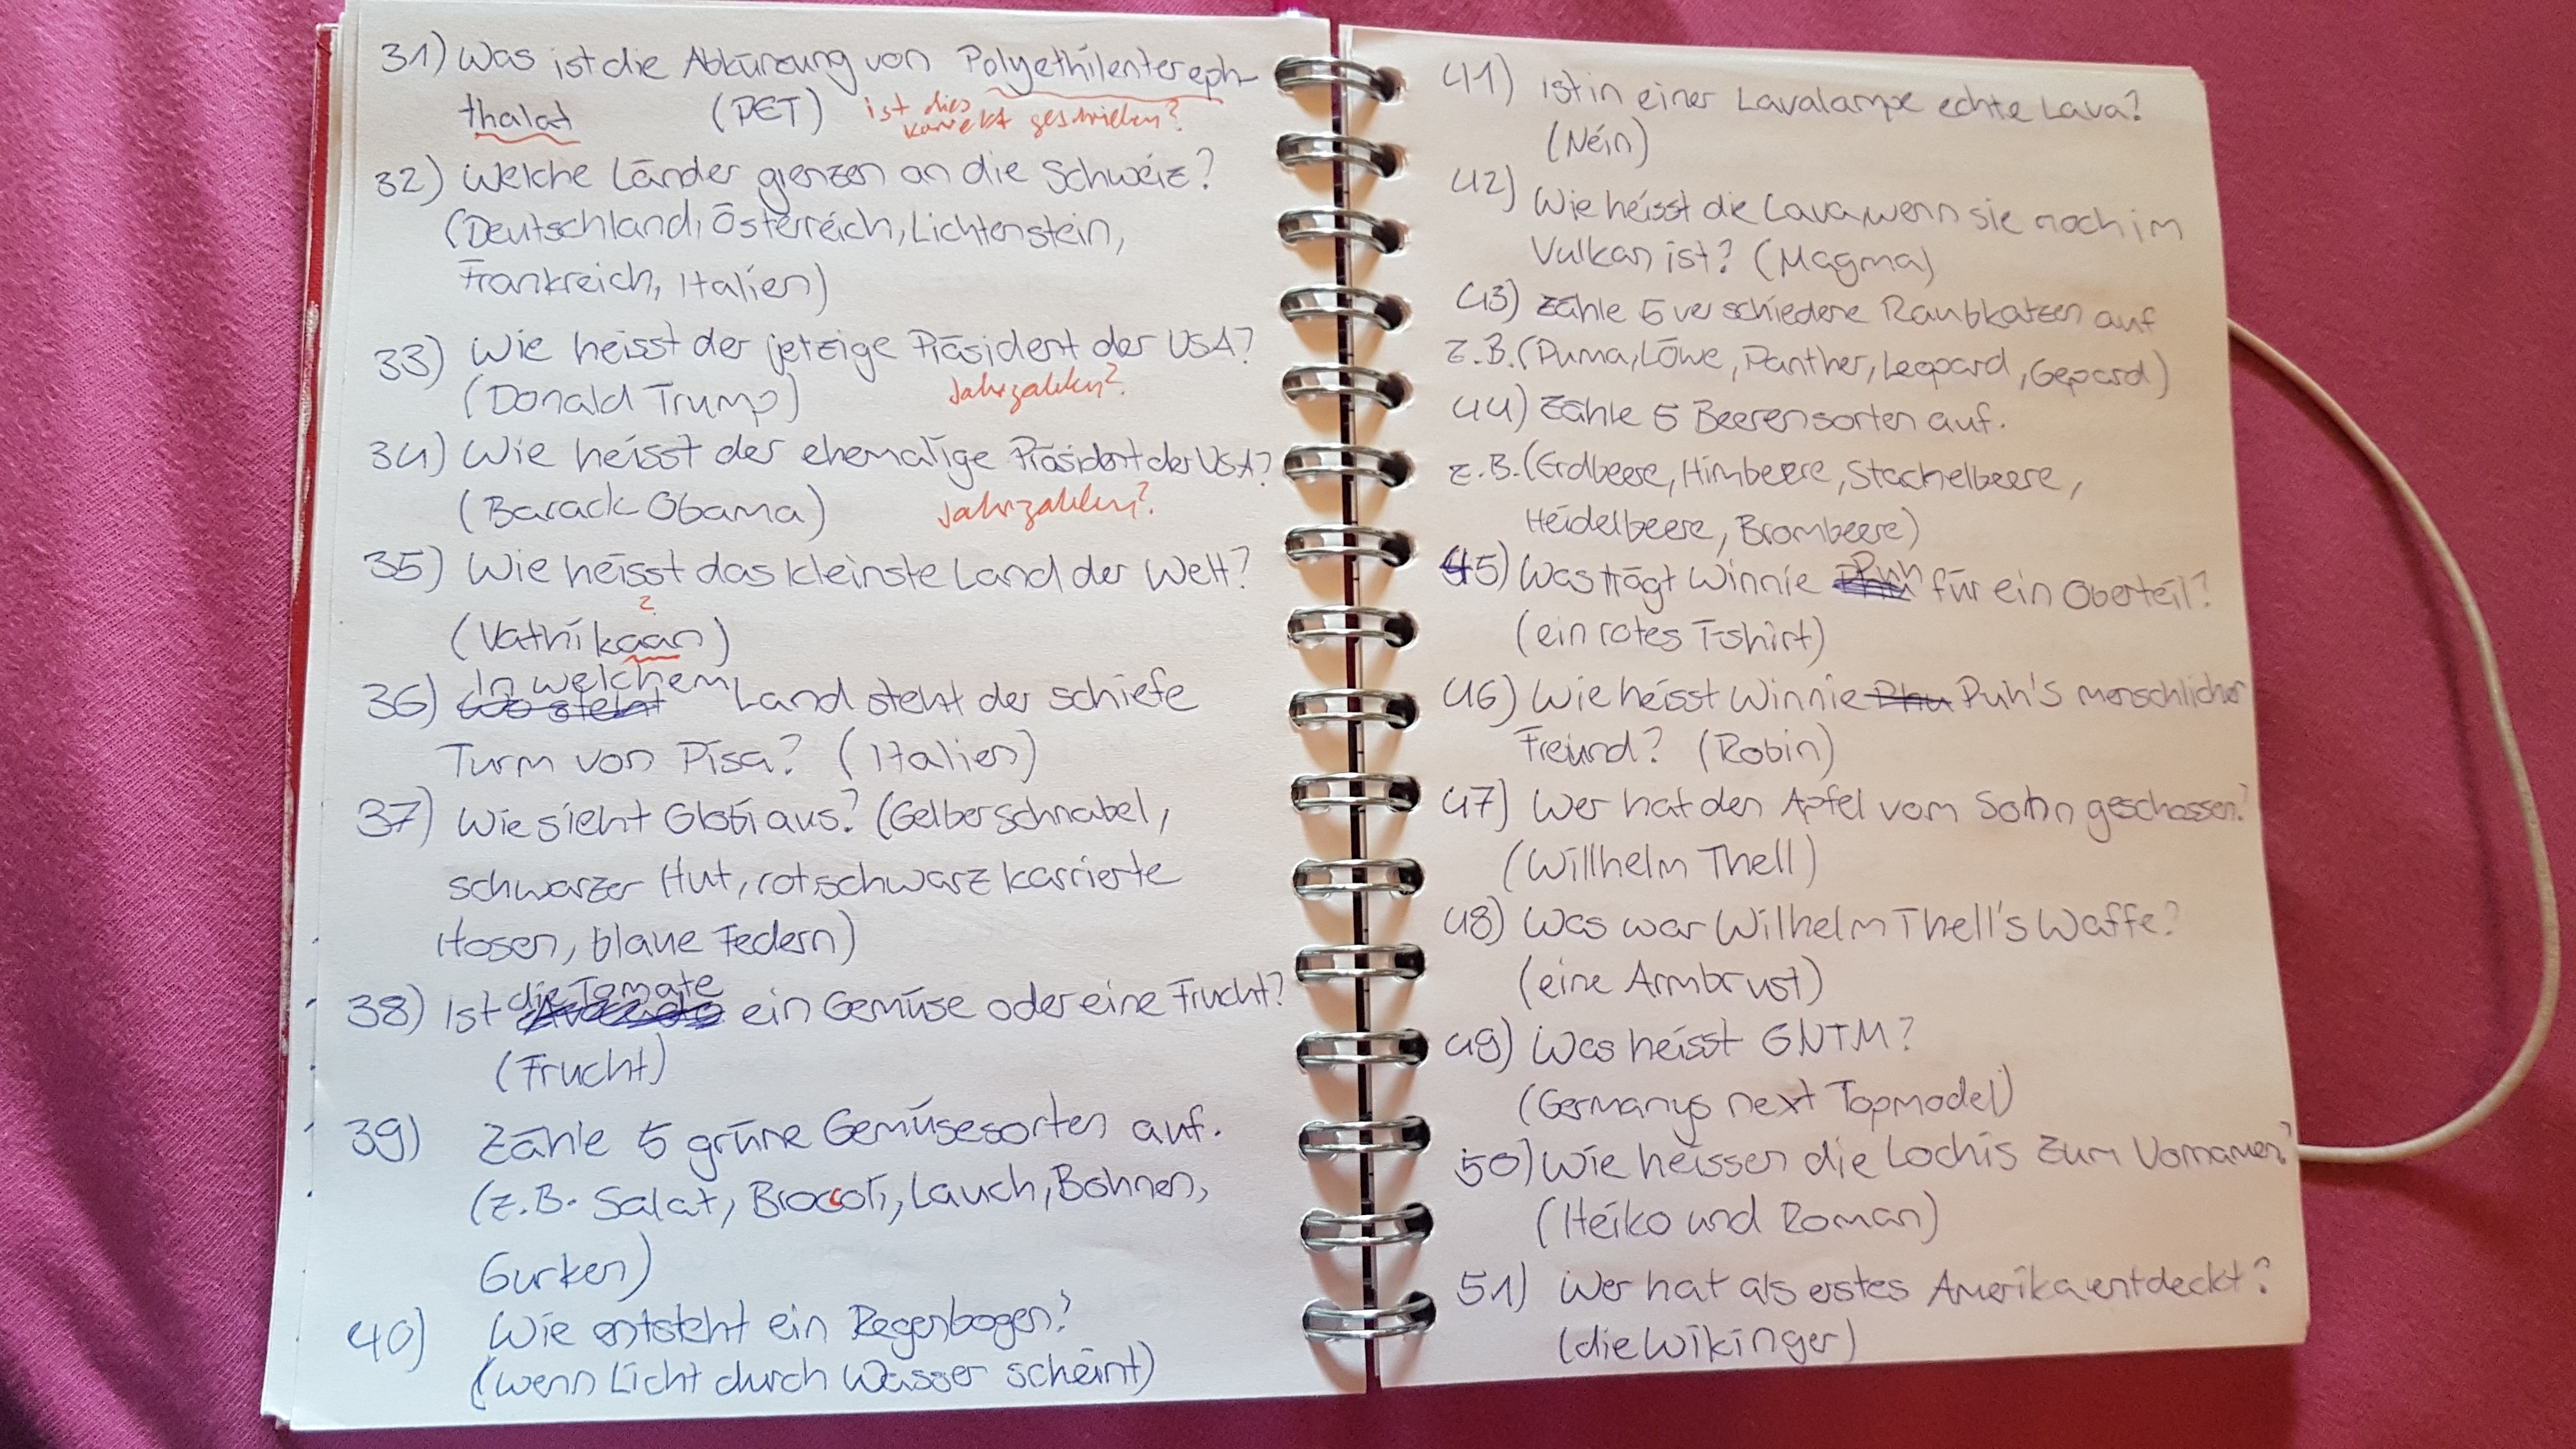 31) Was ist die Abkürzung von Polyethilentereph-
thalat (PET) ist dies
korrekt geschrieben?
32) Welche Länder grenzen an die Schweiz?
(Deutschland, Österreich, Lichtenstein,
Frankreich, Italien)
33) Wie heisst der jetzige Präsident der USA?
(Donald Trump) Jahrzahlen?
34) Wie heisst der ehemalige Präsident der USA?
(Barack Obama) Jahrzahlen?
35) Wie heisst das kleinste Land der Welt?
?
(Vathikaan)
In welchem
36) Wo steht Land steht der schiefe
Turm von Pisa? (Italien)
37) Wie sieht Globi aus? (Gelber schnabel,
schwarzer Hut, rot schwarz karrierte
Hosen, blaue Federn)
die Tomate
38) Ist Avocado ein Gemüse oder eine Frucht?
(Frucht)
39) Zähle 5 grüne Gemüsesorten auf.
(z.B. Salat, Broccoli, Lauch, Bohnen,
Gurken)
40) Wie entsteht ein Regenbogen?
(wenn Licht durch Wasser scheint)
41) Ist in einer Lavalampe echte Lava?
(Nein)
42) Wie heisst die Lava, wenn sie noch im
Vulkan ist? (Magma)
43) Zähle 5 verschiedene Raubkatzen auf
z.B. (Puma, Löwe, Panther, Leopard, Gepard)
44) Zähle 5 Beerensorten auf.
z.B. (Erdbeere, Himbeere, Stachelbeere,
Heidelbeere, Brombeere)
45) Was trägt Winnie Phu Puh für ein Oberteil?
(ein rotes T-shirt)
46) Wie heisst Winnie Phu Puh's menschlicher
Freund? (Robin)
47) Wer hat den Apfel vom Sohn geschossen?
(Willhelm Thell)
48) Was war Wilhelm Thell's Waffe?
(eine Armbrust)
49) Was heisst GNTM?
(Germanys next Topmodel)
50) Wie heissen die Lochis zum Vornamen?
(Heiko und Roman)
51) Wer hat als erstes Amerika entdeckt?
(die Wikinger)